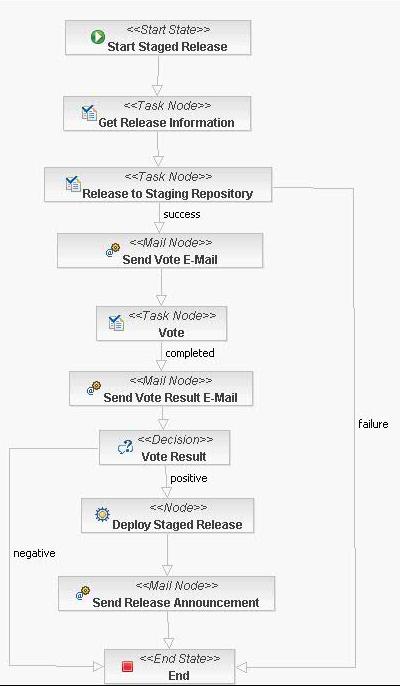 <<Start State>>
Start Staged Release
<<Task Node>>
Get Release Information
<<Task Node>>
Release to Staging Repository
success
<<Mail Node>>
Send Vote E-Mail
<<Task Node>>
Vote
completed
<<Mail Node>>
Send Vote Result E-Mail
failure
<<Decision>>
Vote Result
positive
<<Node>>
Deploy Staged Release
negative
<<Mail Node>>
Send Release Announcement
<<End State>>
End